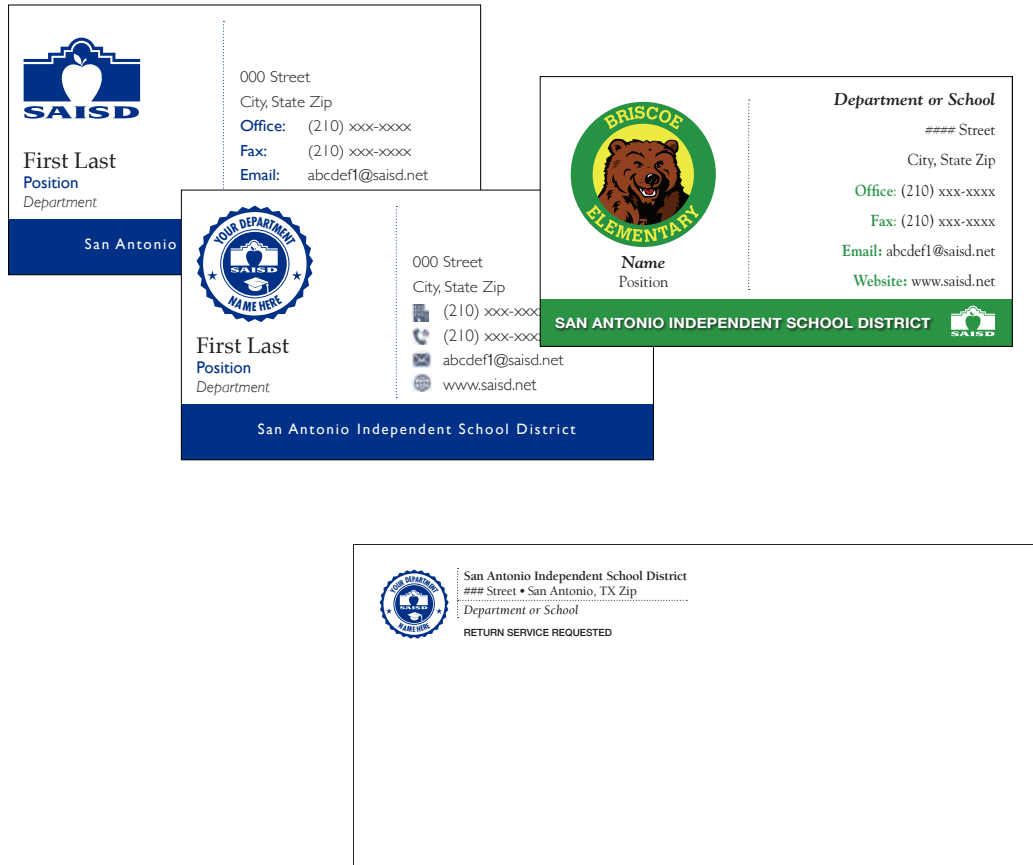 SAISD
First Last
Position
Department
000 Street
City, State Zip
Office: (210) xxx-xxxx
Fax: (210) xxx-xxxx
Email: abcdef1@saisd.net
San Antonio
YOUR DEPARTMENT
SAISD
NAME HERE
First Last
Position
Department
000 Street
City, State Zip
(210) xxx-xxx
(210) xxx-xxx
abcdef1@saisd.net
www.saisd.net
San Antonio Independent School District
BRISCOE
ELEMENTARY
Name
Position
Department or School
#### Street
City, State Zip
Office: (210) xxx-xxxx
Fax: (210) xxx-xxxx
Email: abcdef1@saisd.net
Website: www.saisd.net
SAN ANTONIO INDEPENDENT SCHOOL DISTRICT
SAISD
YOUR DEPARTMENT
SAISD
NAME HERE
San Antonio Independent School District
### Street • San Antonio, TX Zip
Department or School
RETURN SERVICE REQUESTED